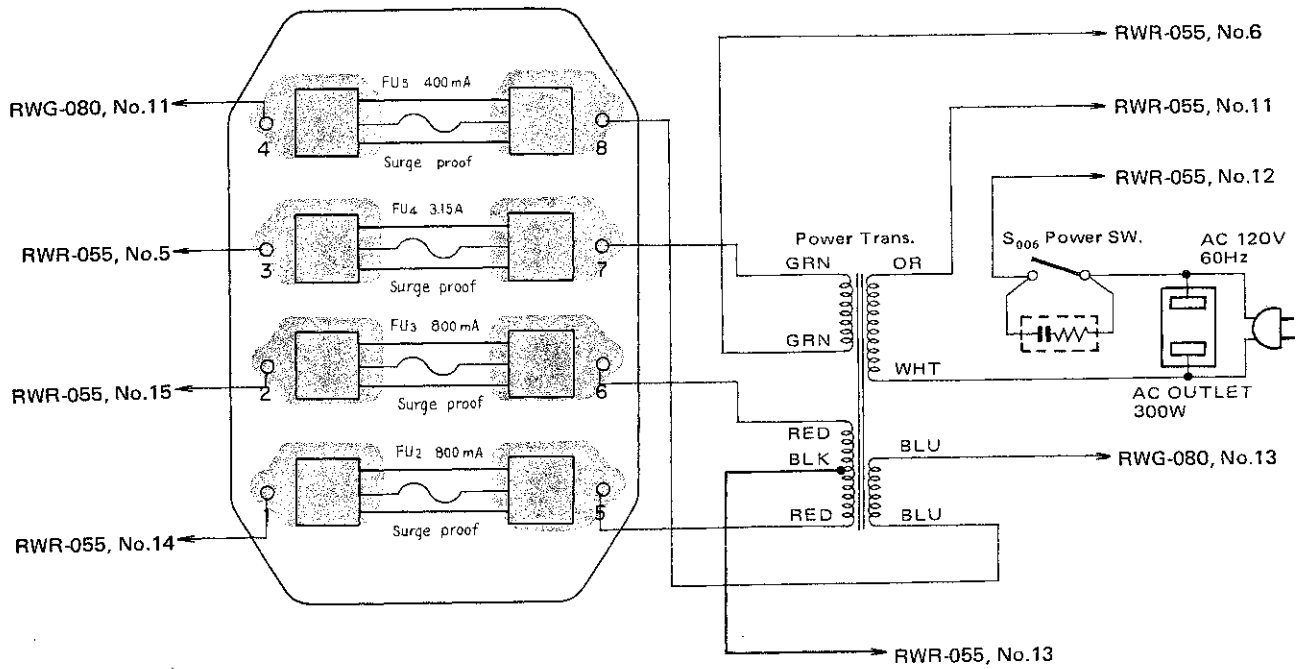 RWR-055, No.6
FU5 400mA
RWG-080, No.11
RWR-055, No.11
4
8
Surge proof
RWR-055, No.12
FU4 3.15A
RWR-055, No.5
3
7
Surge proof
Power Trans.
S006 Power SW.
AC 120V
60Hz
GRN
OR
GRN
WHT
FU3 800mA
RWR-055, No.15
2
6
Surge proof
AC OUTLET
300W
RED
BLK
RED
BLU
BLU
RWG-080, No.13
FU2 800mA
1
5
Surge proof
RWR-055, No.14
RWR-055, No.13